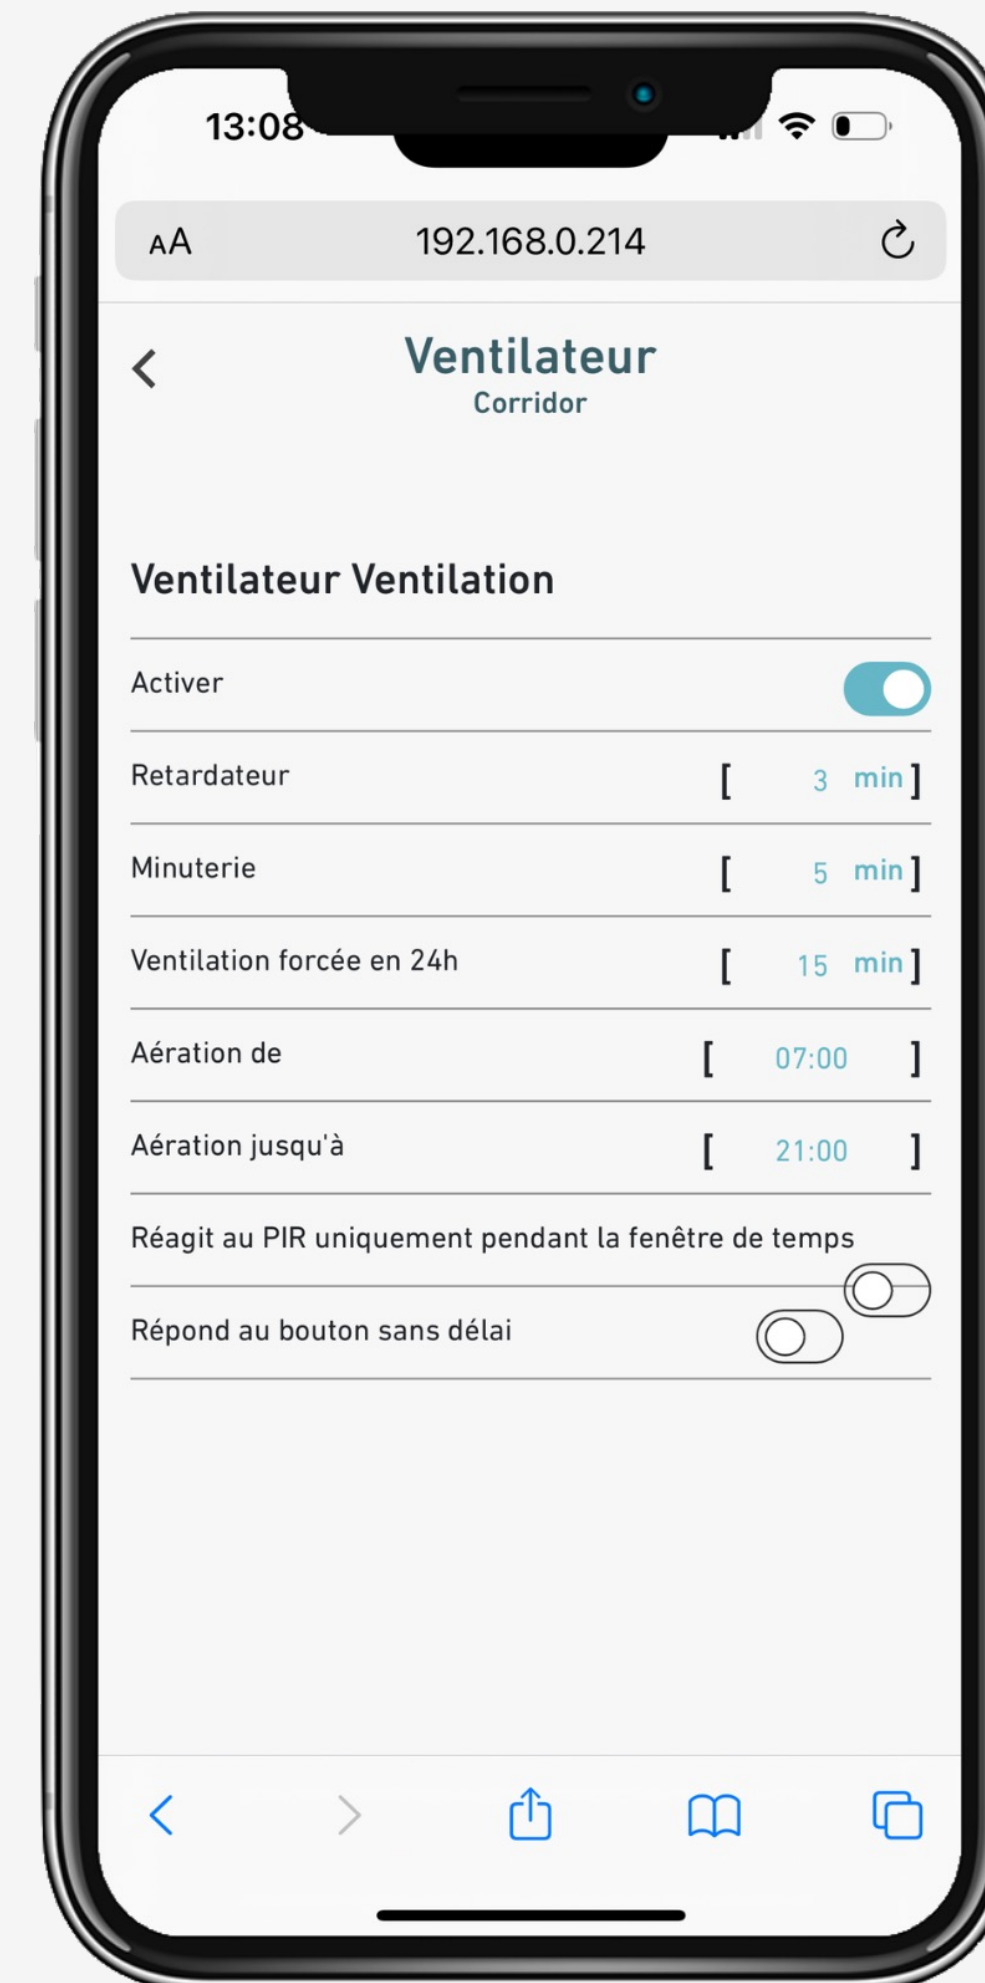 13:08
AA 192.168.0.214
Ventilateur
Corridor
Ventilateur Ventilation
Activer
Retardateur [ 3 min ]
Minuterie [ 5 min ]
Ventilation forcée en 24h [ 15 min ]
Aération de [ 07:00 ]
Aération jusqu'à [ 21:00 ]
Réagit au PIR uniquement pendant la fenêtre de temps
Répond au bouton sans délai